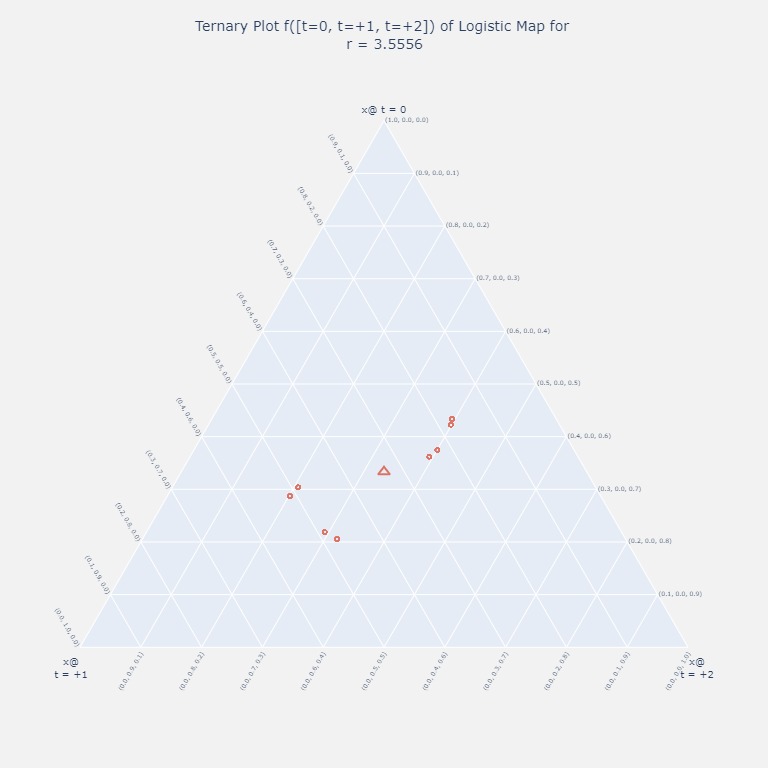 Ternary Plot f([t=0, t=+1, t=+2]) of Logistic Map for
r = 3.5556
x@ t = 0
(1.0, 0.0, 0.0)
(0.9, 0.1, 0.0)
(0.9, 0.0, 0.1)
(0.8, 0.2, 0.0)
(0.8, 0.0, 0.2)
(0.7, 0.3, 0.0)
(0.7, 0.0, 0.3)
(0.6, 0.4, 0.0)
(0.6, 0.0, 0.4)
(0.5, 0.5, 0.0)
(0.5, 0.0, 0.5)
(0.4, 0.6, 0.0)
(0.4, 0.0, 0.6)
(0.3, 0.7, 0.0)
(0.3, 0.0, 0.7)
(0.2, 0.8, 0.0)
(0.2, 0.0, 0.8)
(0.1, 0.9, 0.0)
(0.1, 0.0, 0.9)
(0.0, 1.0, 0.0)
x@
t = +1
(0.0, 0.9, 0.1)
(0.0, 0.8, 0.2)
(0.0, 0.7, 0.3)
(0.0, 0.6, 0.4)
(0.0, 0.5, 0.5)
(0.0, 0.4, 0.6)
(0.0, 0.3, 0.7)
(0.0, 0.2, 0.8)
(0.0, 0.1, 0.9)
(0.0, 0.0, 1.0)
x@
t = +2